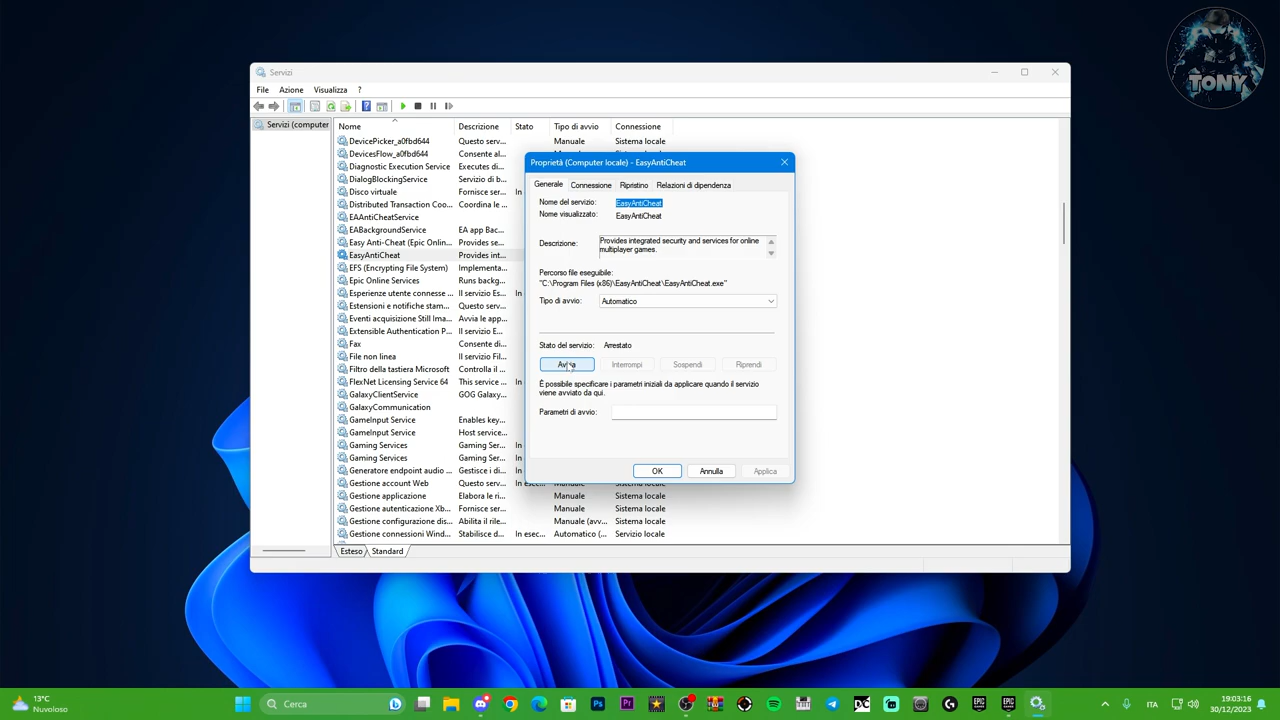 TONY
Servizi
File Azione Visualizza ?
Servizi (computer
Nome Descrizione Stato Tipo di avvio Connessione
DevicePicker_a0fbd644 Questo serv... Manuale Sistema locale
DevicesFlow_a0fbd644 Consente al... Manuale Sistema locale
Diagnostic Execution Service Executes di...
DialogBlockingService Servizio di b...
Disco virtuale Fornisce ser... In
Distributed Transaction Coo... Coordina le
EAAntiCheatService
EABackgroundService EA app Bac...
Easy Anti-Cheat (Epic Onlin... Provides se...
EasyAntiCheat Provides int...
EFS (Encrypting File System) Implementa...
Epic Online Services Runs backg...
Esperienze utente connesse ... Il servizio Es... In
Estensioni e notifiche stam... Questo serv...
Eventi acquisizione Still Ima... Avvia le app...
Extensible Authentication P... Il servizio E...
Fax Consente di...
File non linea Il servizio Fil...
Filtro della tastiera Microsoft Controlla il ...
FlexNet Licensing Service 64 This service ...
GalaxyClientService GOG Galaxy...
GalaxyCommunication
GameInput Service Enables key...
GameInput Service Host service...
Gaming Services Gaming Ser... In
Gaming Services Gaming Ser... In
Generatore endpoint audio ... Gestisce i di... In
Gestione account Web Questo serv... In esec... Manuale Sistema locale
Gestione applicazione Elabora le ri... Manuale Sistema locale
Gestione autenticazione Xb... Fornisce ser... Manuale Sistema locale
Gestione configurazione dis... Abilita il rile... Manuale (avv... Sistema locale
Gestione connessioni Wind... Stabilisce d... In esec... Automatico (... Servizio locale
Esteso Standard
Proprietà (Computer locale) - EasyAntiCheat
Generale Connessione Ripristino Relazioni di dipendenza
Nome del servizio: EasyAntiCheat
Nome visualizzato: EasyAntiCheat
Descrizione: Provides integrated security and services for online
multiplayer games.
Percorso file eseguibile:
"C:\Program Files (x86)\EasyAntiCheat\EasyAntiCheat.exe"
Tipo di avvio: Automatico
Stato del servizio: Arrestato
Avvia Interrompi Sospendi Riprendi
È possibile specificare i parametri iniziali da applicare quando il servizio
viene avviato da qui.
Parametri di avvio:
OK Annulla Applica
13°C
Nuvoloso
Cerca
ITA
19:03:16
30/12/2023